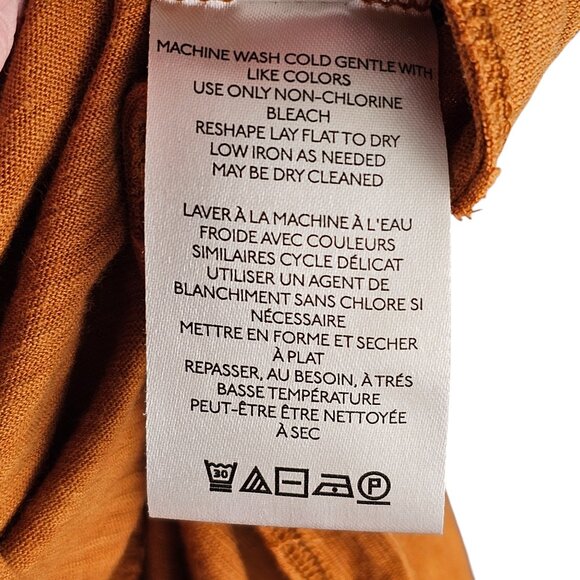 MACHINE WASH COLD GENTLE WITH
LIKE COLORS
USE ONLY NON-CHLORINE
BLEACH
RESHAPE LAY FLAT TO DRY
LOW IRON AS NEEDED
MAY BE DRY CLEANED
LAVER À LA MACHINE À L'EAU
FROIDE AVEC COULEURS
SIMILAIRES CYCLE DÉLICAT
UTILISER UN AGENT DE
BLANCHIMENT SANS CHLORE SI
NÉCESSAIRE
METTRE EN FORME ET SECHER
À PLAT
REPASSER, AU BESOIN, À TRÉS
BASSE TEMPÉRATURE
PEUT-ÊTRE ÊTRE NETTOYÉE
À SEC
30 P